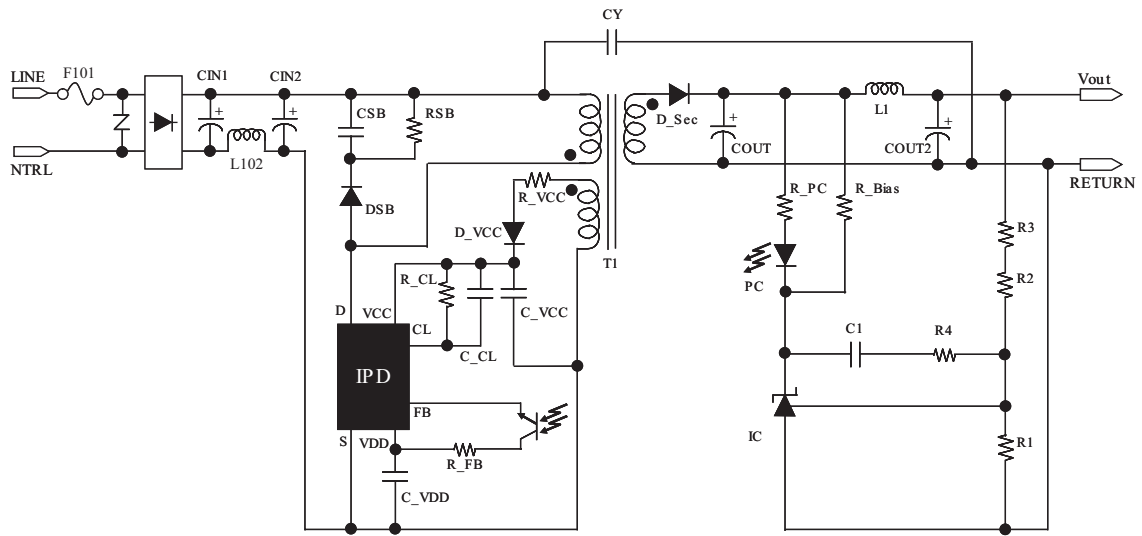 CY
LINE
F101
CIN1
CIN2
CSB
RSB
D_Sec
L1
Vout
L102
COUT
COUT2
NTRL
RETURN
DSB
R_VCC
R_PC
R_Bias
D_VCC
T1
R3
R_CL
PC
R2
D
VCC
CL
C_VCC
C1
R4
C_CL
IPD
FB
IC
R1
S
VDD
R_FB
C_VDD
+
+
+
+